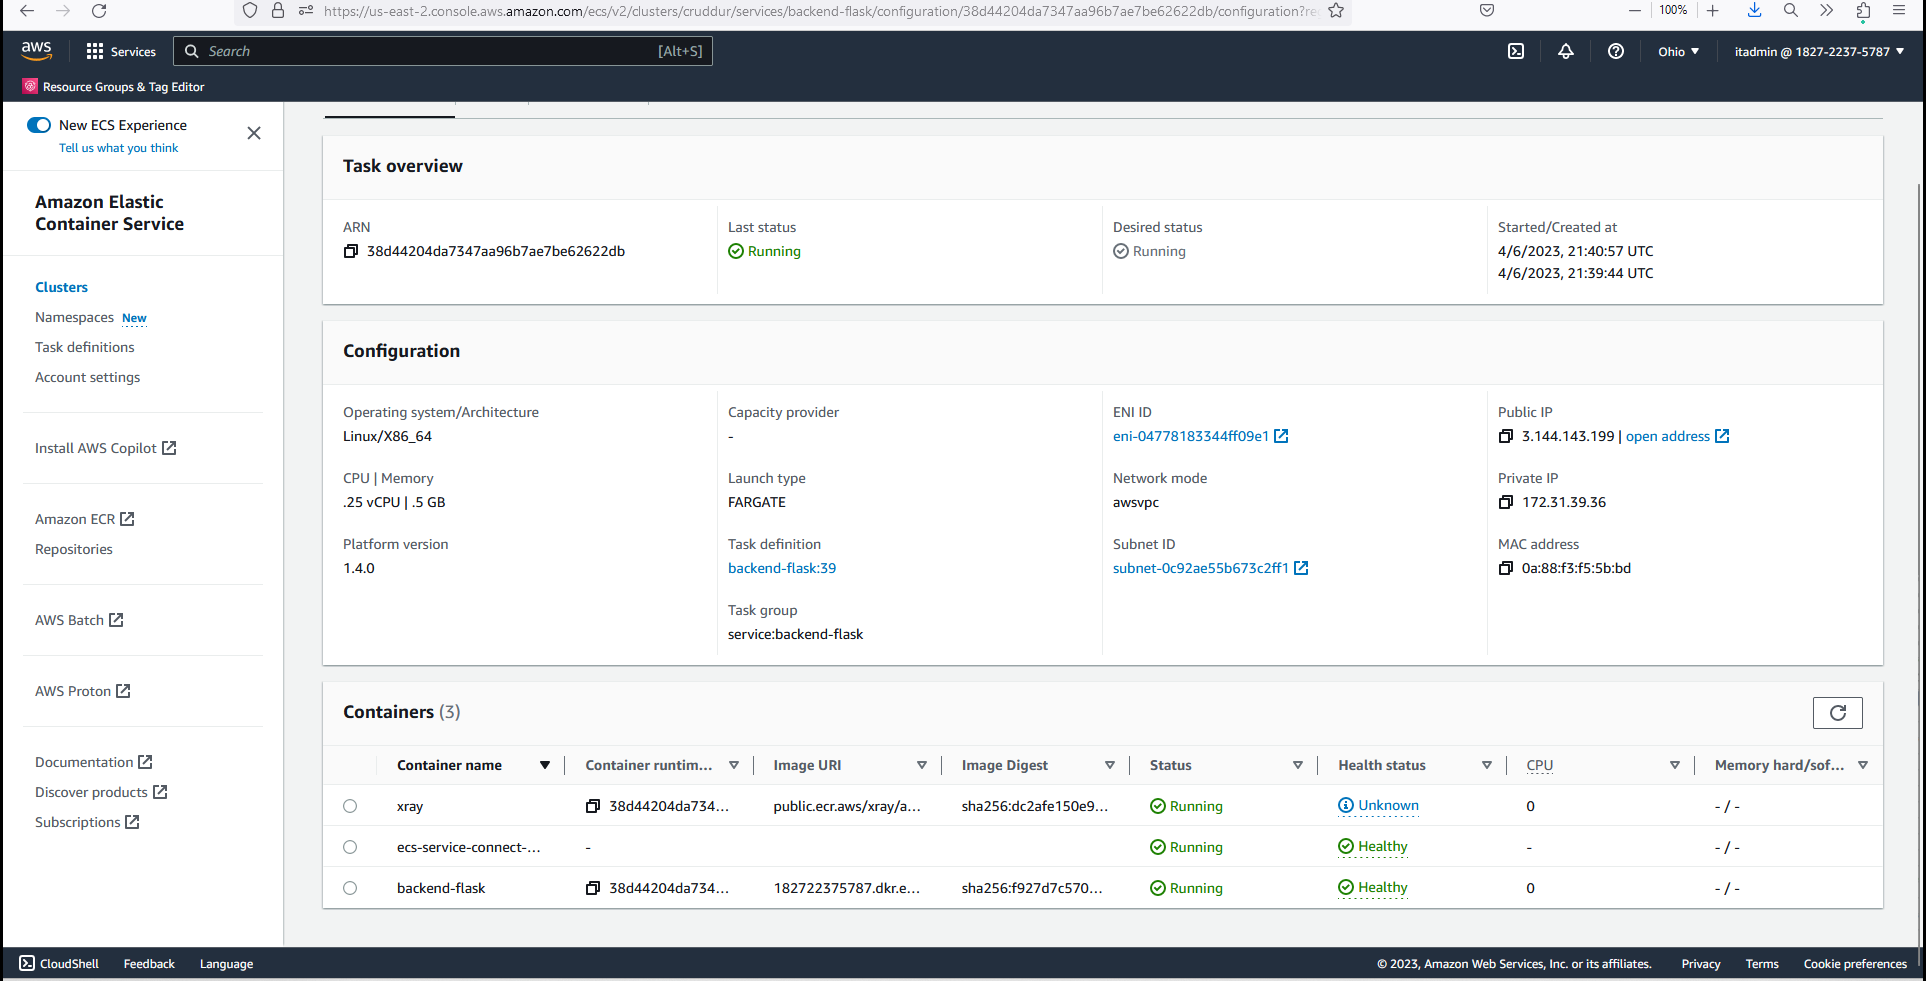 https://us-east-2.console.aws.amazon.com/ecs/v2/clusters/cruddur/services/backend-flask/configuration/38d44204da7347aa96b7ae7be62622db/configuration?re
100%
aws
Services
Search
[Alt+S]
Ohio
itadmin @ 1827-2237-5787
Resource Groups & Tag Editor
New ECS Experience
Tell us what you think
Amazon Elastic
Container Service
Clusters
Namespaces New
Task definitions
Account settings
Install AWS Copilot
Amazon ECR
Repositories
AWS Batch
AWS Proton
Documentation
Discover products
Subscriptions
Task overview
ARN
38d44204da7347aa96b7ae7be62622db
Last status
Running
Desired status
Running
Started/Created at
4/6/2023, 21:40:57 UTC
4/6/2023, 21:39:44 UTC
Configuration
Operating system/Architecture
Linux/X86_64
CPU | Memory
.25 vCPU | .5 GB
Platform version
1.4.0
Capacity provider
-
Launch type
FARGATE
Task definition
backend-flask:39
Task group
service:backend-flask
ENI ID
eni-04778183344ff09e1
Network mode
awsvpc
Subnet ID
subnet-0c92ae55b673c2ff1
Public IP
3.144.143.199 | open address
Private IP
172.31.39.36
MAC address
0a:88:f3:f5:5b:bd
Containers (3)
Container name Container runtim... Image URI Image Digest Status Health status CPU Memory hard/sof...
xray 38d44204da734... public.ecr.aws/xray/a... sha256:dc2afe150e9... Running Unknown 0 - / -
ecs-service-connect-... - Running Healthy - - / -
backend-flask 38d44204da734... 182722375787.dkr.e... sha256:f927d7c570... Running Healthy 0 - / -
CloudShell Feedback Language © 2023, Amazon Web Services, Inc. or its affiliates. Privacy Terms Cookie preferences